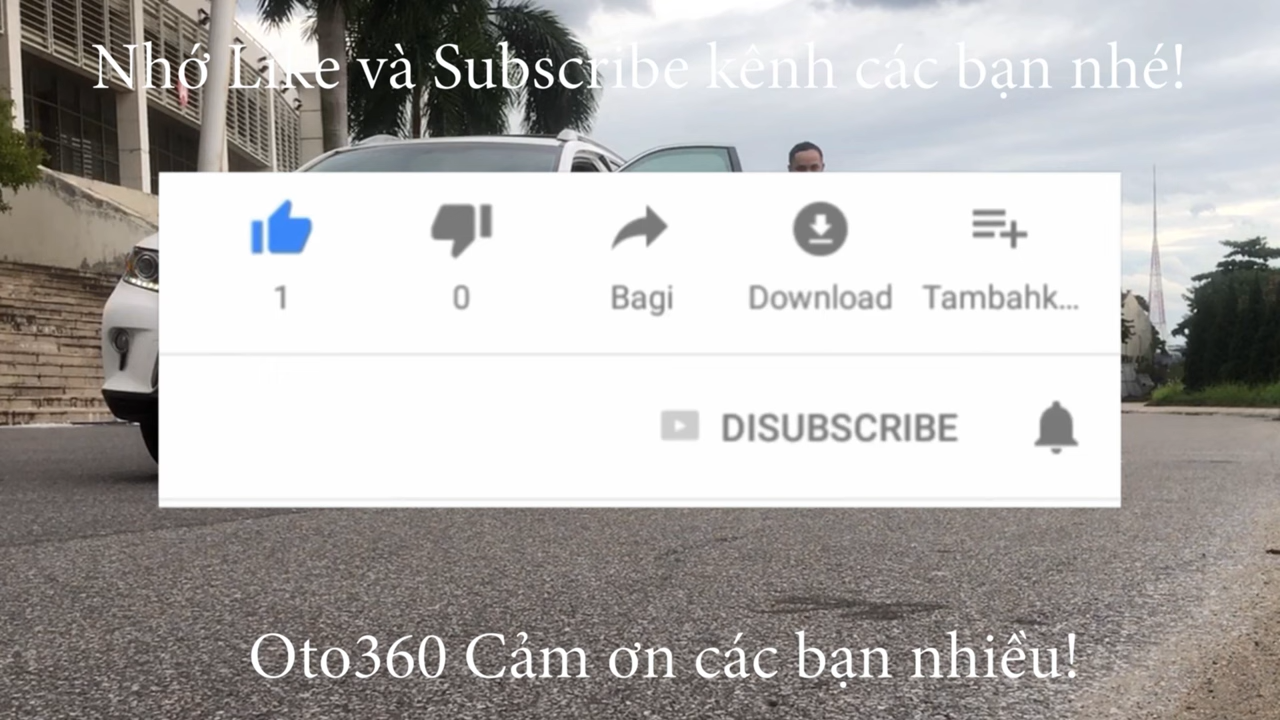 Nhớ Like và Subscribe kênh các bạn nhé!
1 0 Bagi Download Tambahk...
DISUBSCRIBE
Oto360 Cảm ơn các bạn nhiều!